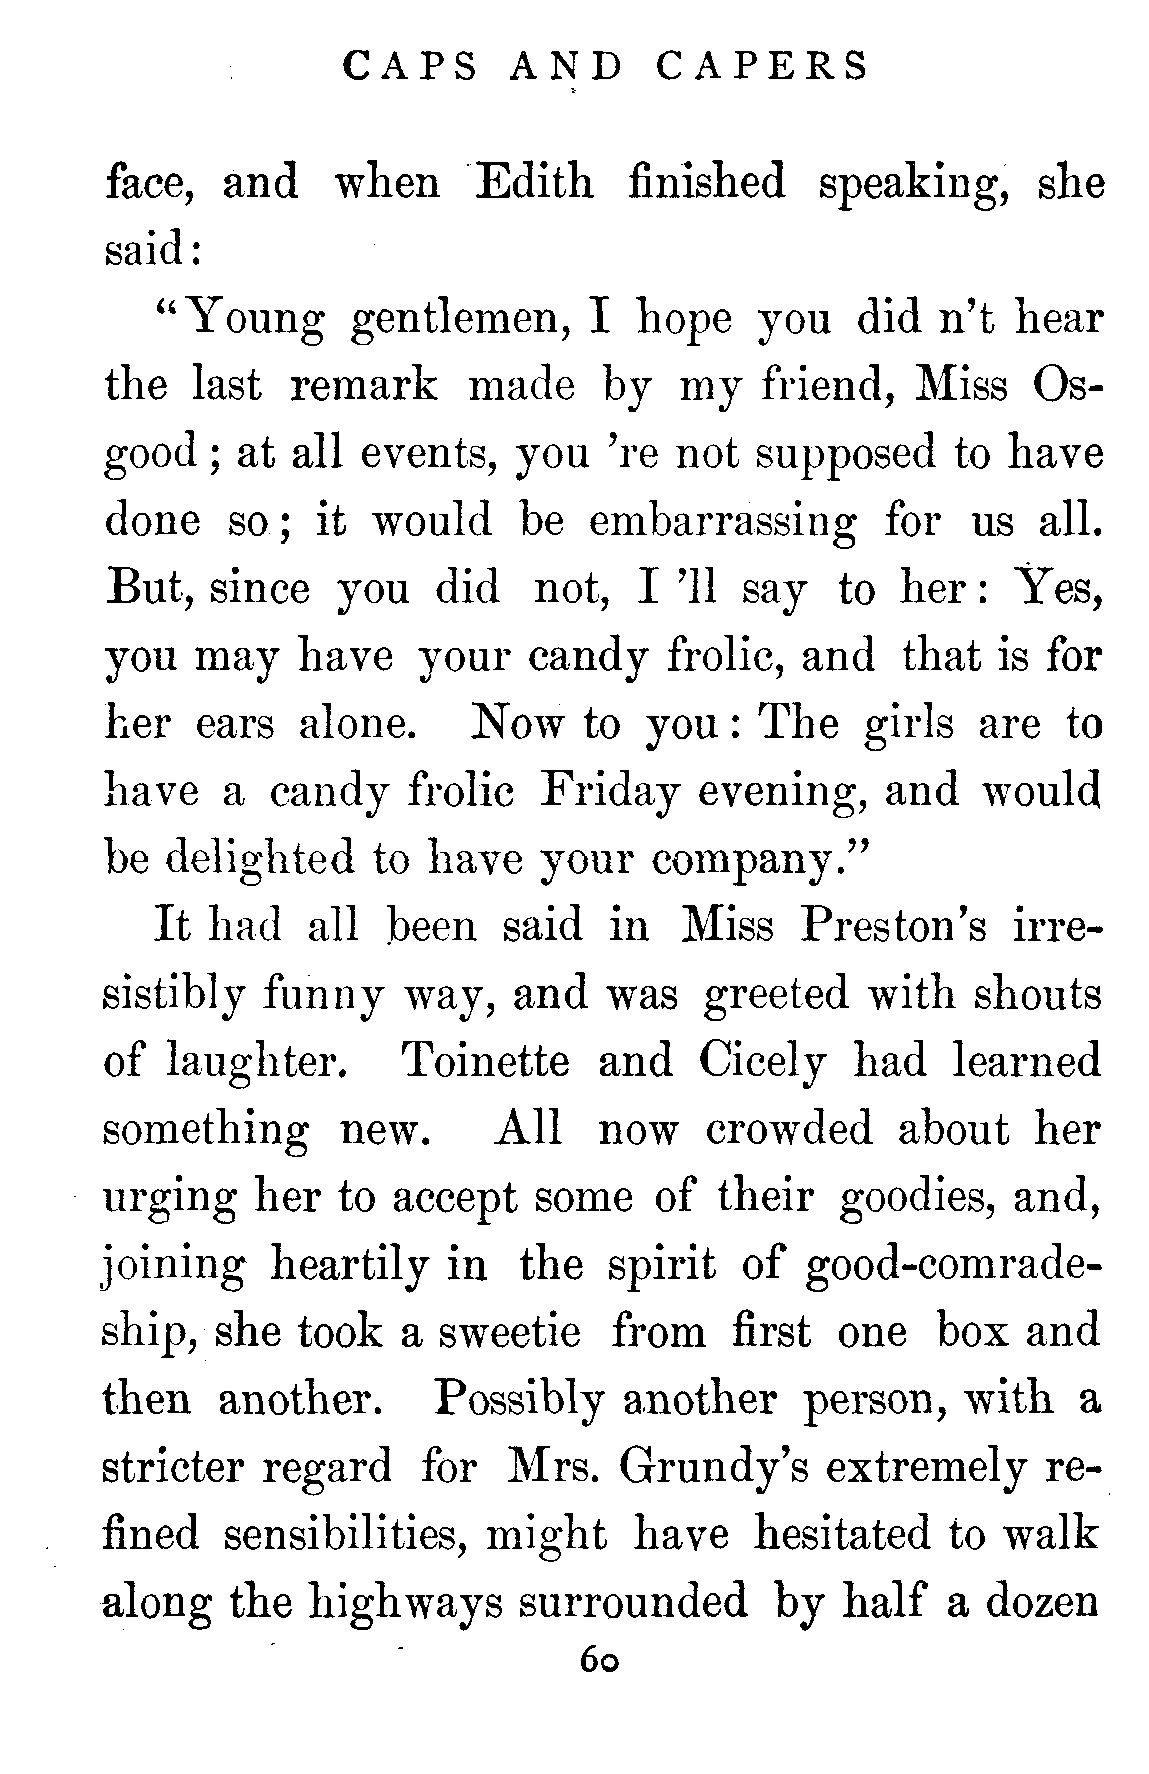 CAPS AND CAPERS
face, and when Edith finished speaking, she
said:
“Young gentlemen, I hope you did n’t hear
the last remark made by my friend, Miss Os-
good; at all events, you ’re not supposed to have
done so; it would be embarrassing for us all.
But, since you did not, I ’ll say to her: Yes,
you may have your candy frolic, and that is for
her ears alone. Now to you: The girls are to
have a candy frolic Friday evening, and would
be delighted to have your company.”
It had all been said in Miss Preston’s irre-
sistibly funny way, and was greeted with shouts
of laughter. Toinette and Cicely had learned
something new. All now crowded about her
urging her to accept some of their goodies, and,
joining heartily in the spirit of good-comrade-
ship, she took a sweetie from first one box and
then another. Possibly another person, with a
stricter regard for Mrs. Grundy’s extremely re-
fined sensibilities, might have hesitated to walk
along the highways surrounded by half a dozen
60